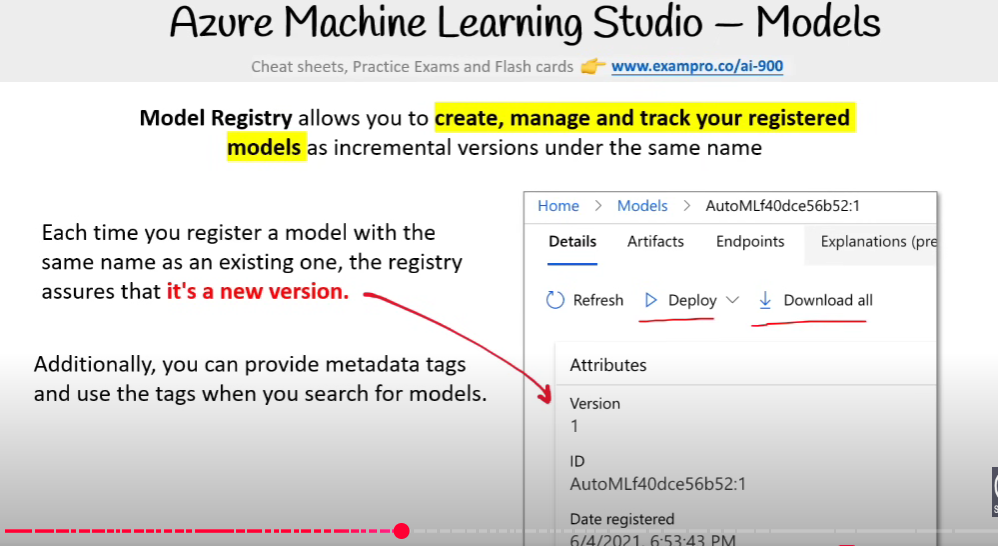 Azure Machine Learning Studio – Models
Cheat sheets, Practice Exams and Flash cards 👉 www.exampro.co/ai-900
Model Registry allows you to create, manage and track your registered
models as incremental versions under the same name
Each time you register a model with the
same name as an existing one, the registry
assures that it's a new version.
Additionally, you can provide metadata tags
and use the tags when you search for models.
Home > Models > AutoMLf40dce56b52:1
Details Artifacts Endpoints Explanations (pre
Refresh Deploy Download all
Attributes
Version
1
ID
AutoMLf40dce56b52:1
Date registered
6/4/2021, 6:53:43 PM